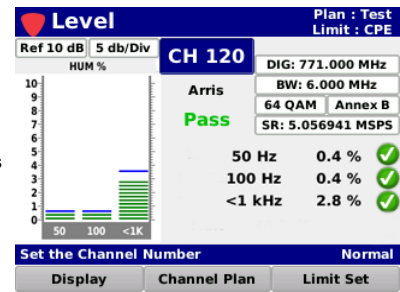 Level
Plan : Test
Limit : CPE
Ref 10 dB
5 db/Div
CH 120
HUM %
DIG: 771.000 MHz
Arris
BW: 6.000 MHz
64 QAM
Annex B
Pass
SR: 5.056941 MSPS
10
9
8
7
6
5
4
3
2
1
0
50
100
<1K
50 Hz 0.4 %
100 Hz 0.4 %
<1 kHz 2.8 %
Set the Channel Number
Normal
Display
Channel Plan
Limit Set